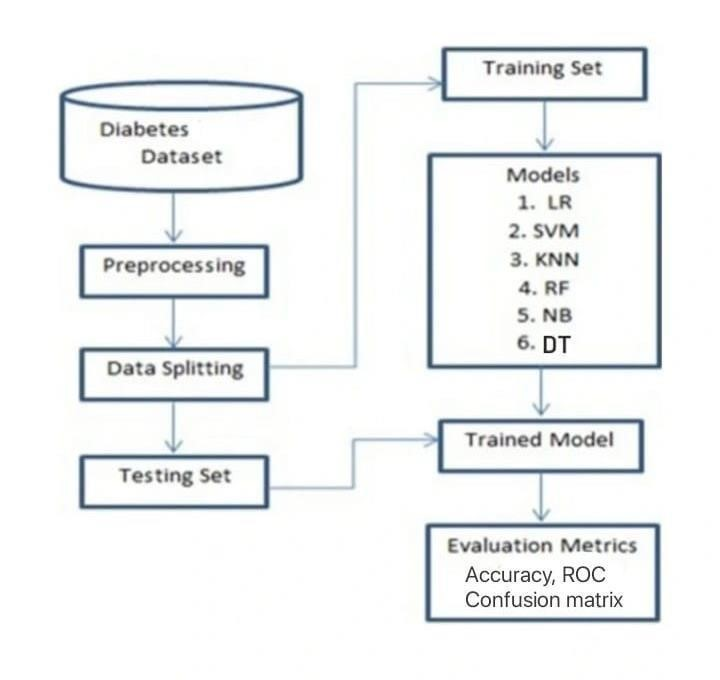 Diabetes
Dataset
Preprocessing
Data Splitting
Testing Set
Training Set
Models
1. LR
2. SVM
3. KNN
4. RF
5. NB
6. DT
Trained Model
Evaluation Metrics
Accuracy, ROC
Confusion matrix